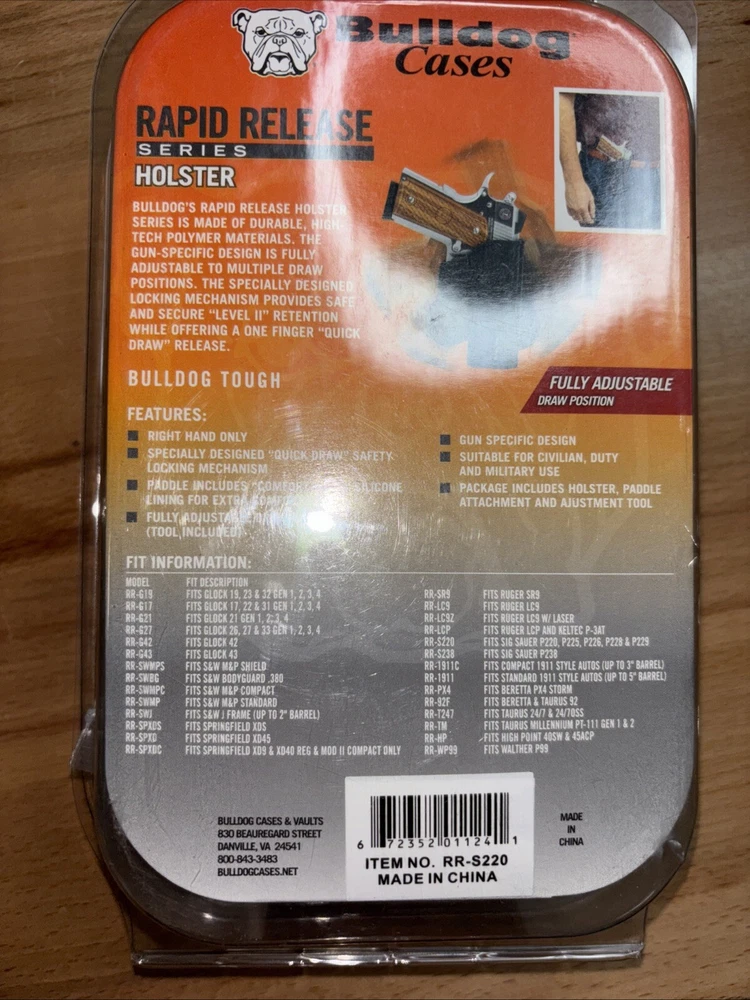 Bulldog
Cases
RAPID RELEASE
SERIES
HOLSTER
BULLDOG'S RAPID RELEASE HOLSTER
SERIES IS MADE OF DURABLE, HIGH-
TECH POLYMER MATERIALS. THE
GUN-SPECIFIC DESIGN IS FULLY
ADJUSTABLE TO MULTIPLE DRAW
POSITIONS. THE SPECIALLY DESIGNED
LOCKING MECHANISM PROVIDES SAFE
AND SECURE "LEVEL II" RETENTION
WHILE OFFERING A ONE FINGER "QUICK
DRAW" RELEASE.
BULLDOG TOUGH
FULLY ADJUSTABLE
DRAW POSITION
FEATURES:
RIGHT HAND ONLY
SPECIALLY DESIGNED "QUICK DRAW" SAFETY
LOCKING MECHANISM
PADDLE INCLUDES SILICONE
LINING FOR EXTRA
FULLY ADJUSTABLE
(TOOL INCLUDED)
GUN SPECIFIC DESIGN
SUITABLE FOR CIVILIAN, DUTY
AND MILITARY USE
PACKAGE INCLUDES HOLSTER, PADDLE
ATTACHMENT AND AJUSTMENT TOOL
FIT INFORMATION:
MODEL FIT DESCRIPTION
RR-G19 FITS GLOCK 19, 23 & 32 GEN 1, 2, 3, 4
RR-G17 FITS GLOCK 17, 22 & 31 GEN 1, 2, 3, 4
RR-G21 FITS GLOCK 21 GEN 1, 2, 3, 4
RR-G27 FITS GLOCK 26, 27 & 33 GEN 1, 2, 3, 4
RR-G42 FITS GLOCK 42
RR-G43 FITS GLOCK 43
RR-SWMPS FITS S&W M&P SHIELD
RR-SWBG FITS S&W BODYGUARD .380
RR-SWMPC FITS S&W M&P COMPACT
RR-SWMP FITS S&W M&P STANDARD
RR-SWJ FITS S&W J FRAME (UP TO 2" BARREL)
RR-SPXDS FITS SPRINGFIELD XDS
RR-SPXD FITS SPRINGFIELD XD45
RR-SPXDC FITS SPRINGFIELD XD9 & XD40 REG & MOD II COMPACT ONLY
RR-SR9 FITS RUGER SR9
RR-LC9 FITS RUGER LC9
RR-LC9Z FITS RUGER LC9 W/ LASER
RR-LCP FITS RUGER LCP AND KELTEC P-3AT
RR-S220 FITS SIG SAUER P220, P225, P226, P228 & P229
RR-S238 FITS SIG SAUER P238
RR-1911C FITS COMPACT 1911 STYLE AUTOS (UP TO 3" BARREL)
RR-1911 FITS STANDARD 1911 STYLE AUTOS (UP TO 5" BARREL)
RR-PX4 FITS BERETTA PX4 STORM
RR-92F FITS BERETTA & TAURUS 92
RR-T247 FITS TAURUS 24/7 & 24/7OSS
RR-TM FITS TAURUS MILLENNIUM PT-111 GEN 1 & 2
RR-HP FITS HIGH POINT 40SW & 45ACP
RR-WP99 FITS WALTHER P99
BULLDOG CASES & VAULTS
830 BEAUREGARD STREET
DANVILLE, VA 24541
800-843-3483
BULLDOGCASES.NET
6 72352 01124 1
ITEM NO. RR-S220
MADE IN CHINA
MADE
IN
CHINA